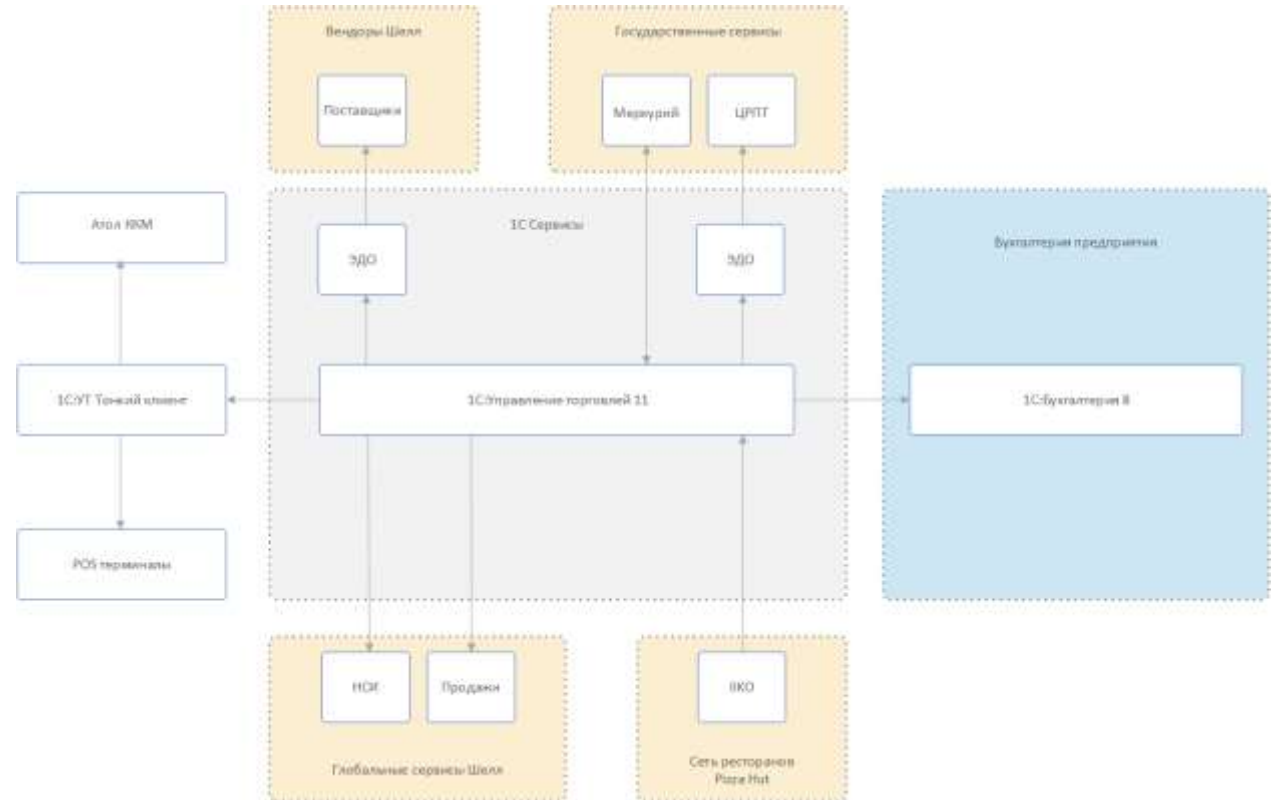 Вендоры Шелл
Государственные сервисы
Поставщики
Меркурий
ЦРПТ
Атол ККМ
1С Сервисы
ЭДО
ЭДО
Бухгалтерия предприятия
1С:УТ Тонкий клиент
1С:Управление торговлей 11
1С:Бухгалтерия 8
POS терминалы
НСИ
Продажи
IIKO
Глобальные сервисы Шелл
Сеть ресторанов
Pizza Hut